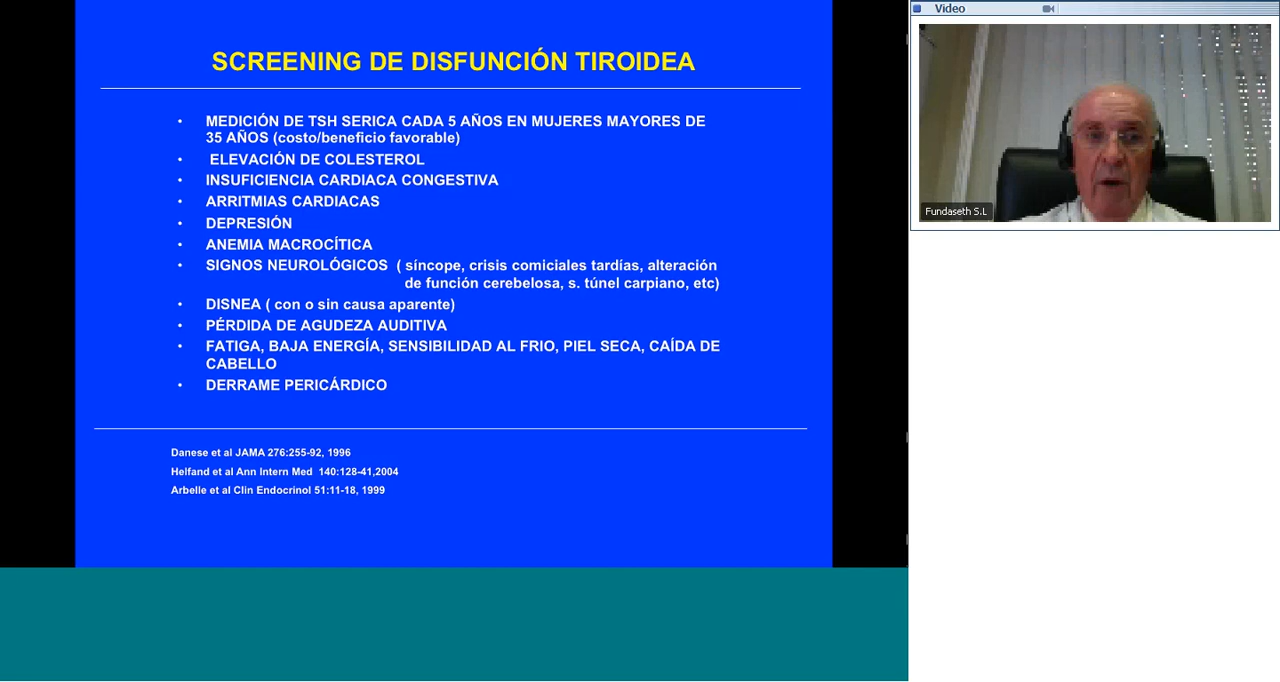 SCREENING DE DISFUNCIÓN TIROIDEA
• MEDICIÓN DE TSH SERICA CADA 5 AÑOS EN MUJERES MAYORES DE
35 AÑOS (costo/beneficio favorable)
• ELEVACIÓN DE COLESTEROL
• INSUFICIENCIA CARDIACA CONGESTIVA
• ARRITMIAS CARDIACAS
• DEPRESIÓN
• ANEMIA MACROCÍTICA
• SIGNOS NEUROLÓGICOS ( síncope, crisis comiciales tardías, alteración
de función cerebelosa, s. túnel carpiano, etc)
• DISNEA ( con o sin causa aparente)
• PÉRDIDA DE AGUDEZA AUDITIVA
• FATIGA, BAJA ENERGÍA, SENSIBILIDAD AL FRIO, PIEL SECA, CAÍDA DE
CABELLO
• DERRAME PERICÁRDICO
Danese et al JAMA 276:255-92, 1996
Helfand et al Ann Intern Med 140:128-41,2004
Arbelle et al Clin Endocrinol 51:11-18, 1999
Video
Fundaseth S.L